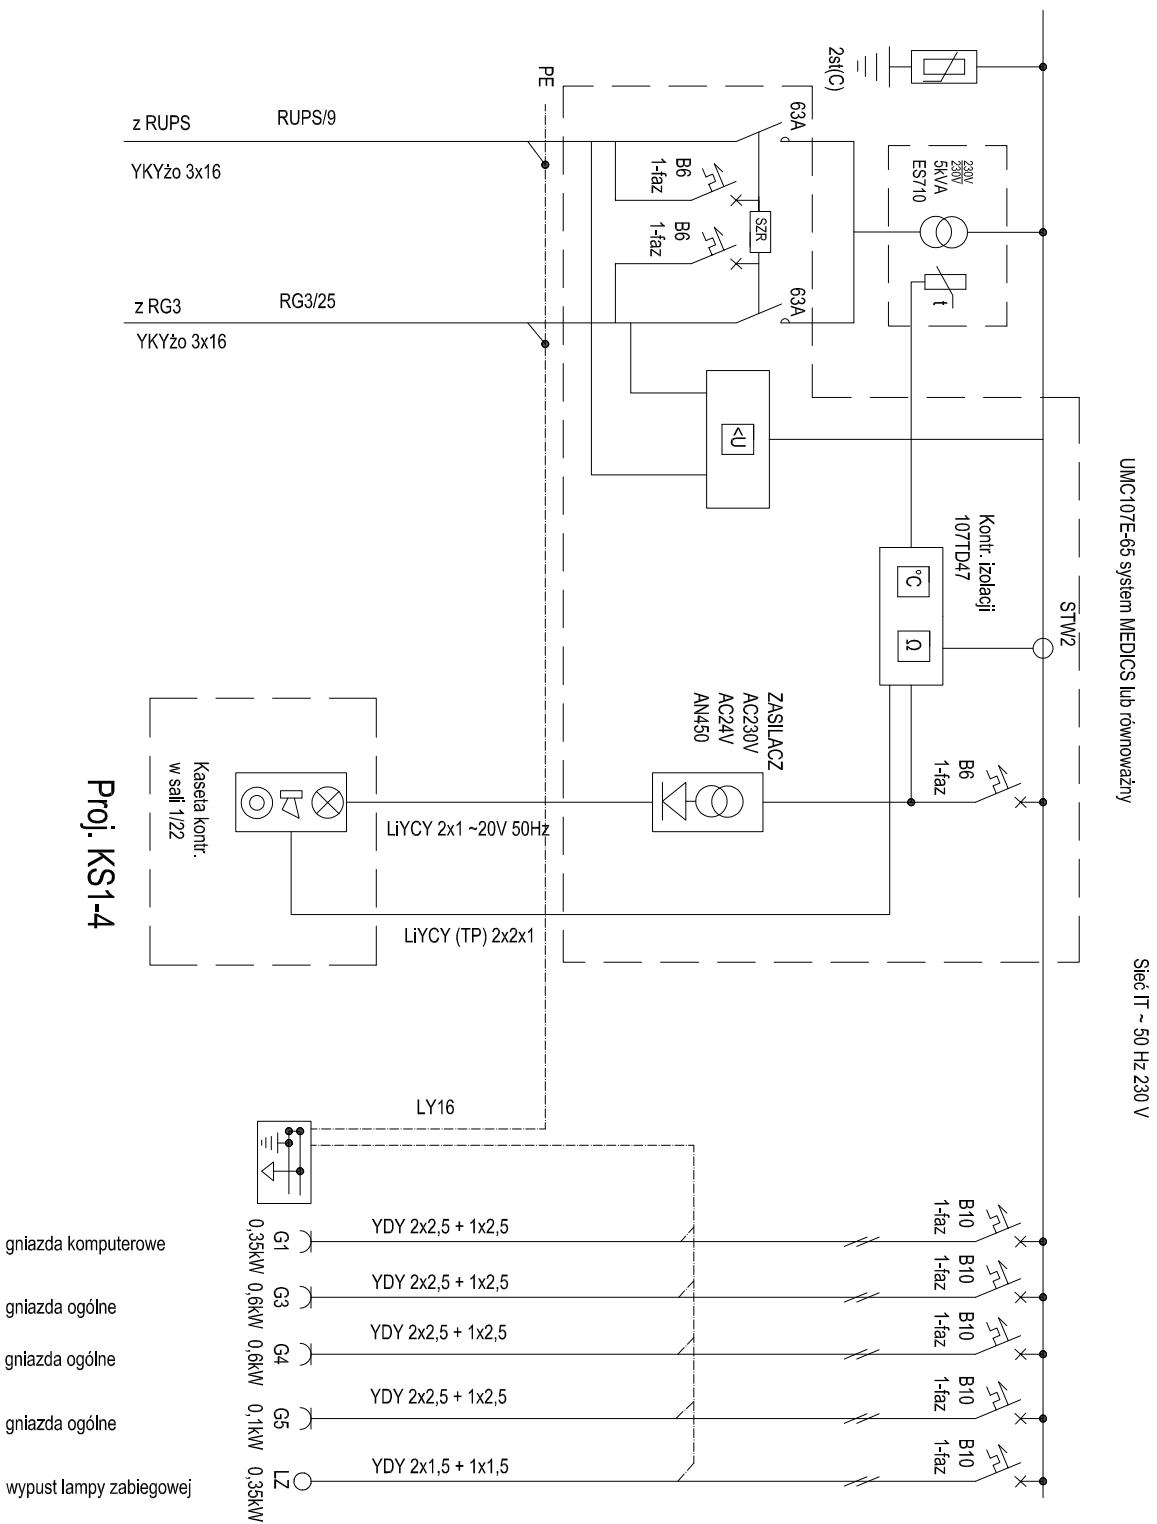 2st(C)
PE
63A
z RUPS
RUPS/9
YKYżo 3x16
B6
1-faz
230V
230V
5kVA
ES710
SZR
B6
1-faz
z RG3
RG3/25
YKYżo 3x16
63A
t
<U
UMC107E-65 system MEDICS lub równoważny
Kontr. izolacji
107TD47
°C
Ω
STW2
ZASILACZ
AC230V
AC24V
AN450
B6
1-faz
Kaseta kontr.
w sali 1/22
LiYCY 2x1 ~20V 50Hz
Proj. KS1-4
LiYCY (TP) 2x2x1
Sieć IT ~ 50 Hz 230 V
LY16
gniazda komputerowe
G1
0,35kW
YDY 2x2,5 + 1x2,5
B10
1-faz
gniazda ogólne
G3
0,6kW
YDY 2x2,5 + 1x2,5
B10
1-faz
gniazda ogólne
G4
0,6kW
YDY 2x2,5 + 1x2,5
B10
1-faz
gniazda ogólne
G5
0,1kW
YDY 2x2,5 + 1x2,5
B10
1-faz
wypust lampy zabiegowej
LZ
0,35kW
YDY 2x1,5 + 1x1,5
B10
1-faz